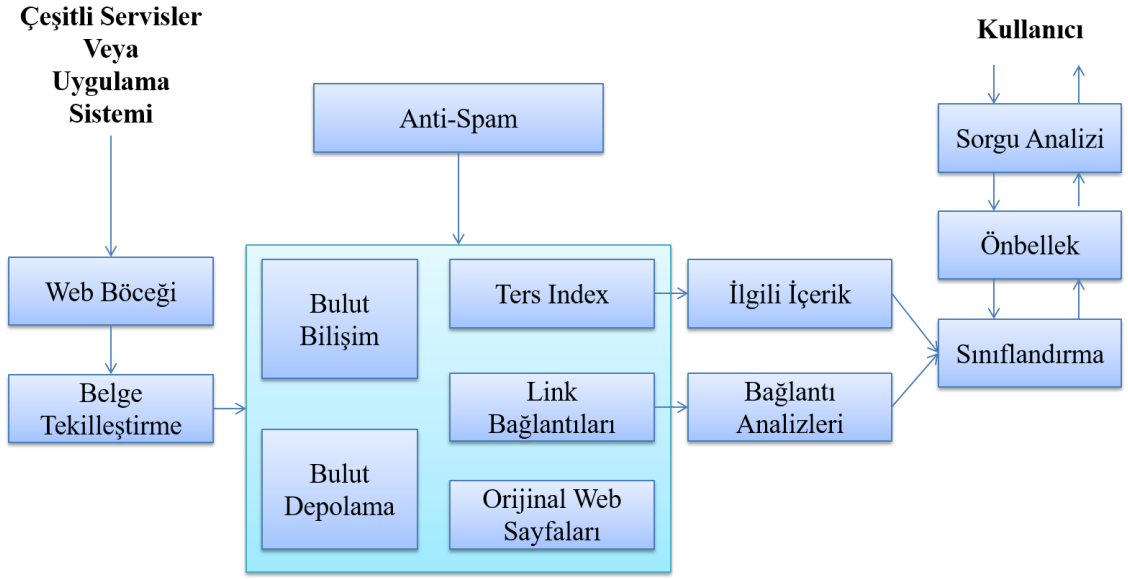 Çeşitli Servisler
Veya
Uygulama
Sistemi
Kullanıcı
Anti-Spam
Sorgu Analizi
Önbellek
Web Böceği
Bulut
Bilişim
Ters Index
İlgili İçerik
Sınıflandırma
Belge
Tekilleştirme
Link
Bağlantıları
Bağlantı
Analizleri
Bulut
Depolama
Orijinal Web
Sayfaları